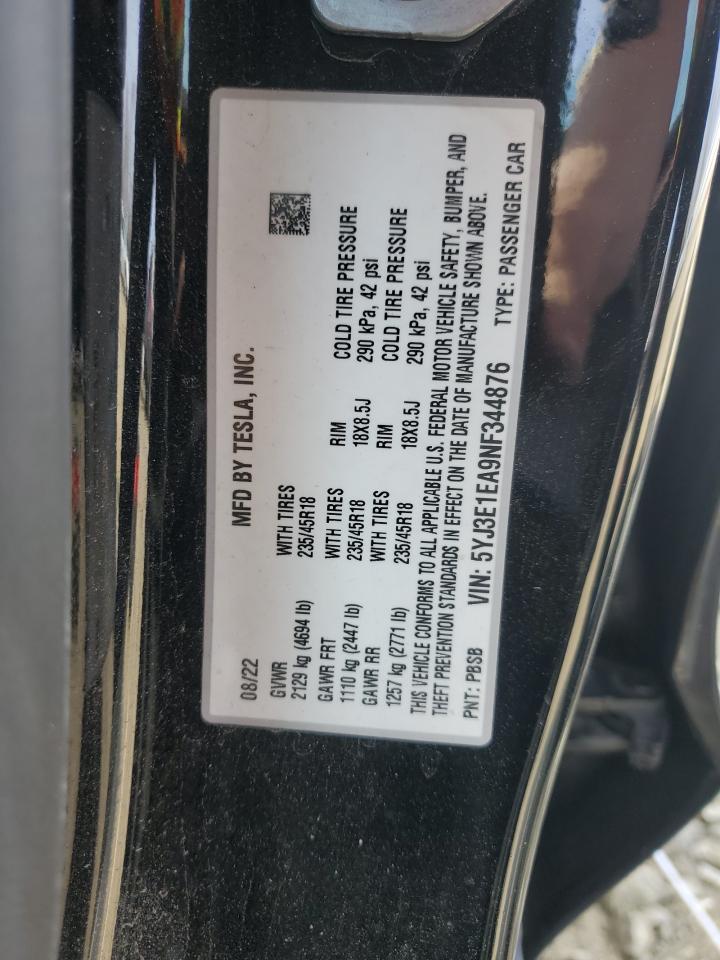 08/22 MFD BY TESLA, INC.
GVWR WITH TIRES
2129 kg (4694 lb) 235/45R18
GAWR FRT WITH TIRES RIM COLD TIRE PRESSURE
1110 kg (2447 lb) 235/45R18 18X8.5J 290 kPa, 42 psi
GAWR RR WITH TIRES RIM COLD TIRE PRESSURE
1257 kg (2771 lb) 235/45R18 18X8.5J 290 kPa, 42 psi
THIS VEHICLE CONFORMS TO ALL APPLICABLE U.S. FEDERAL MOTOR VEHICLE SAFETY, BUMPER, AND
THEFT PREVENTION STANDARDS IN EFFECT ON THE DATE OF MANUFACTURE SHOWN ABOVE.
PNT: PBSB VIN: 5YJ3E1EA9NF344876 TYPE: PASSENGER CAR